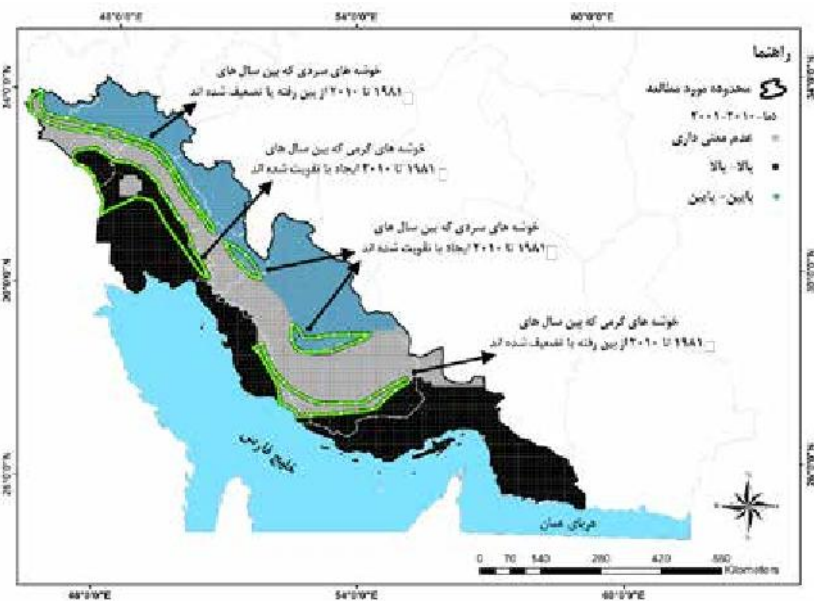 54°0'0"E
60°0'0"E
راهنما
محدوده مورد مطالعه
دما-۲۰۱۰-۲۰۰۱
عدم معنی داری
بالا- بالا
پایین- پایین
خوشه های سردی که بین سال های
۱۹۸۱ تا ۲۰۱۰ از بین رفته یا تضعیف شده اند
خوشه های گرمی که بین سال های
۱۹۸۱ تا ۲۰۱۰ ایجاد یا تقویت شده اند
خوشه های سردی که بین سال های
۱۹۸۱ تا ۲۰۱۰ ایجاد یا تقویت شده اند
خوشه های گرمی که بین سال های
۱۹۸۱ تا ۲۰۱۰ از بین رفته یا تضعیف شده اند
خلیج فارس
دریای عمان
0 70 140 280 420 560
Kilometers
54°0'0"E